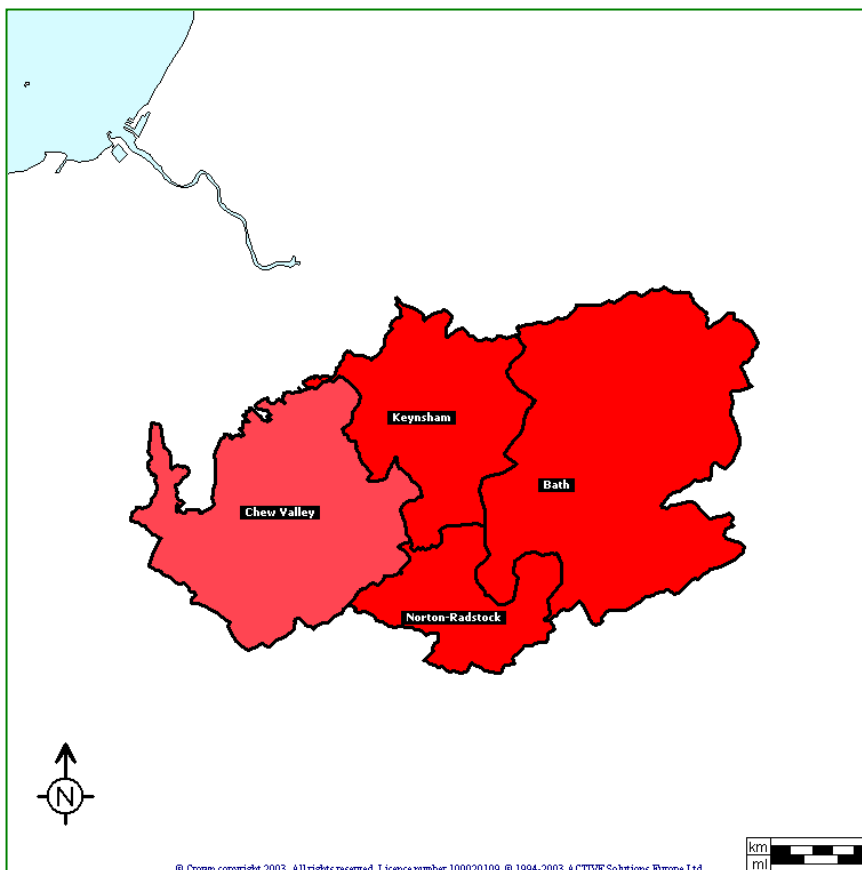 Keynsham
Bath
Chew Valley
Norton-Radstock
N
km
ml
© Crown copyright 2003. All rights reserved. Licence number 100020109. © 1994-2003 ACTIVE Solutions Europe Ltd